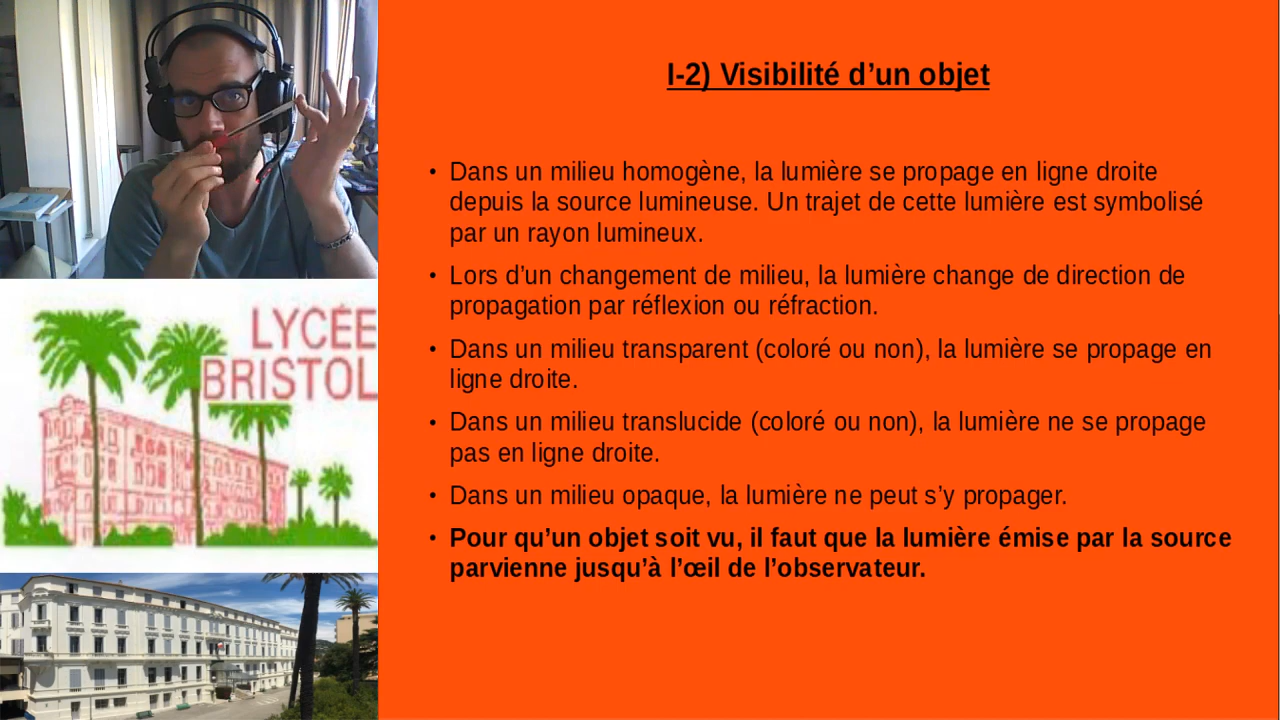 LYCÉE
BRISTOL
I-2) Visibilité d’un objet
• Dans un milieu homogène, la lumière se propage en ligne droite
depuis la source lumineuse. Un trajet de cette lumière est symbolisé
par un rayon lumineux.
• Lors d’un changement de milieu, la lumière change de direction de
propagation par réflexion ou réfraction.
• Dans un milieu transparent (coloré ou non), la lumière se propage en
ligne droite.
• Dans un milieu translucide (coloré ou non), la lumière ne se propage
pas en ligne droite.
• Dans un milieu opaque, la lumière ne peut s’y propager.
• Pour qu’un objet soit vu, il faut que la lumière émise par la source
parvienne jusqu’à l’œil de l’observateur.